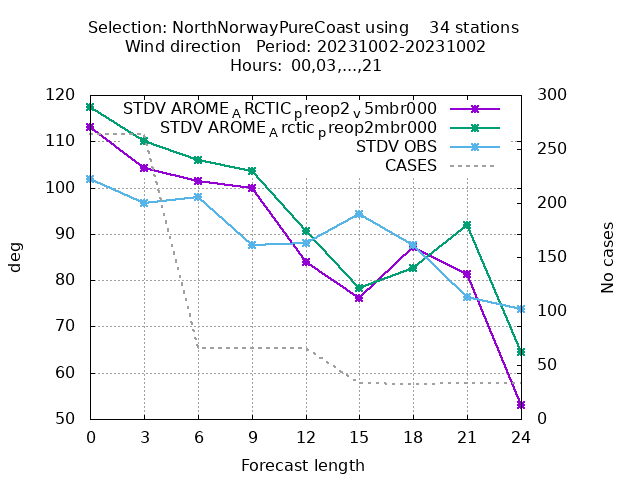 Selection: NorthNorwayPureCoast using    34 stations
Wind direction   Period: 20231002-20231002
Hours:  00,03,...,21
STDV AROME_ARCTIC_preop2_v5mbr000
STDV AROME_Arctic_preop2mbr000
STDV OBS
CASES
120
110
100
90
80
70
60
50
deg
300
250
200
150
100
50
0
No cases
0 3 6 9 12 15 18 21 24
Forecast length